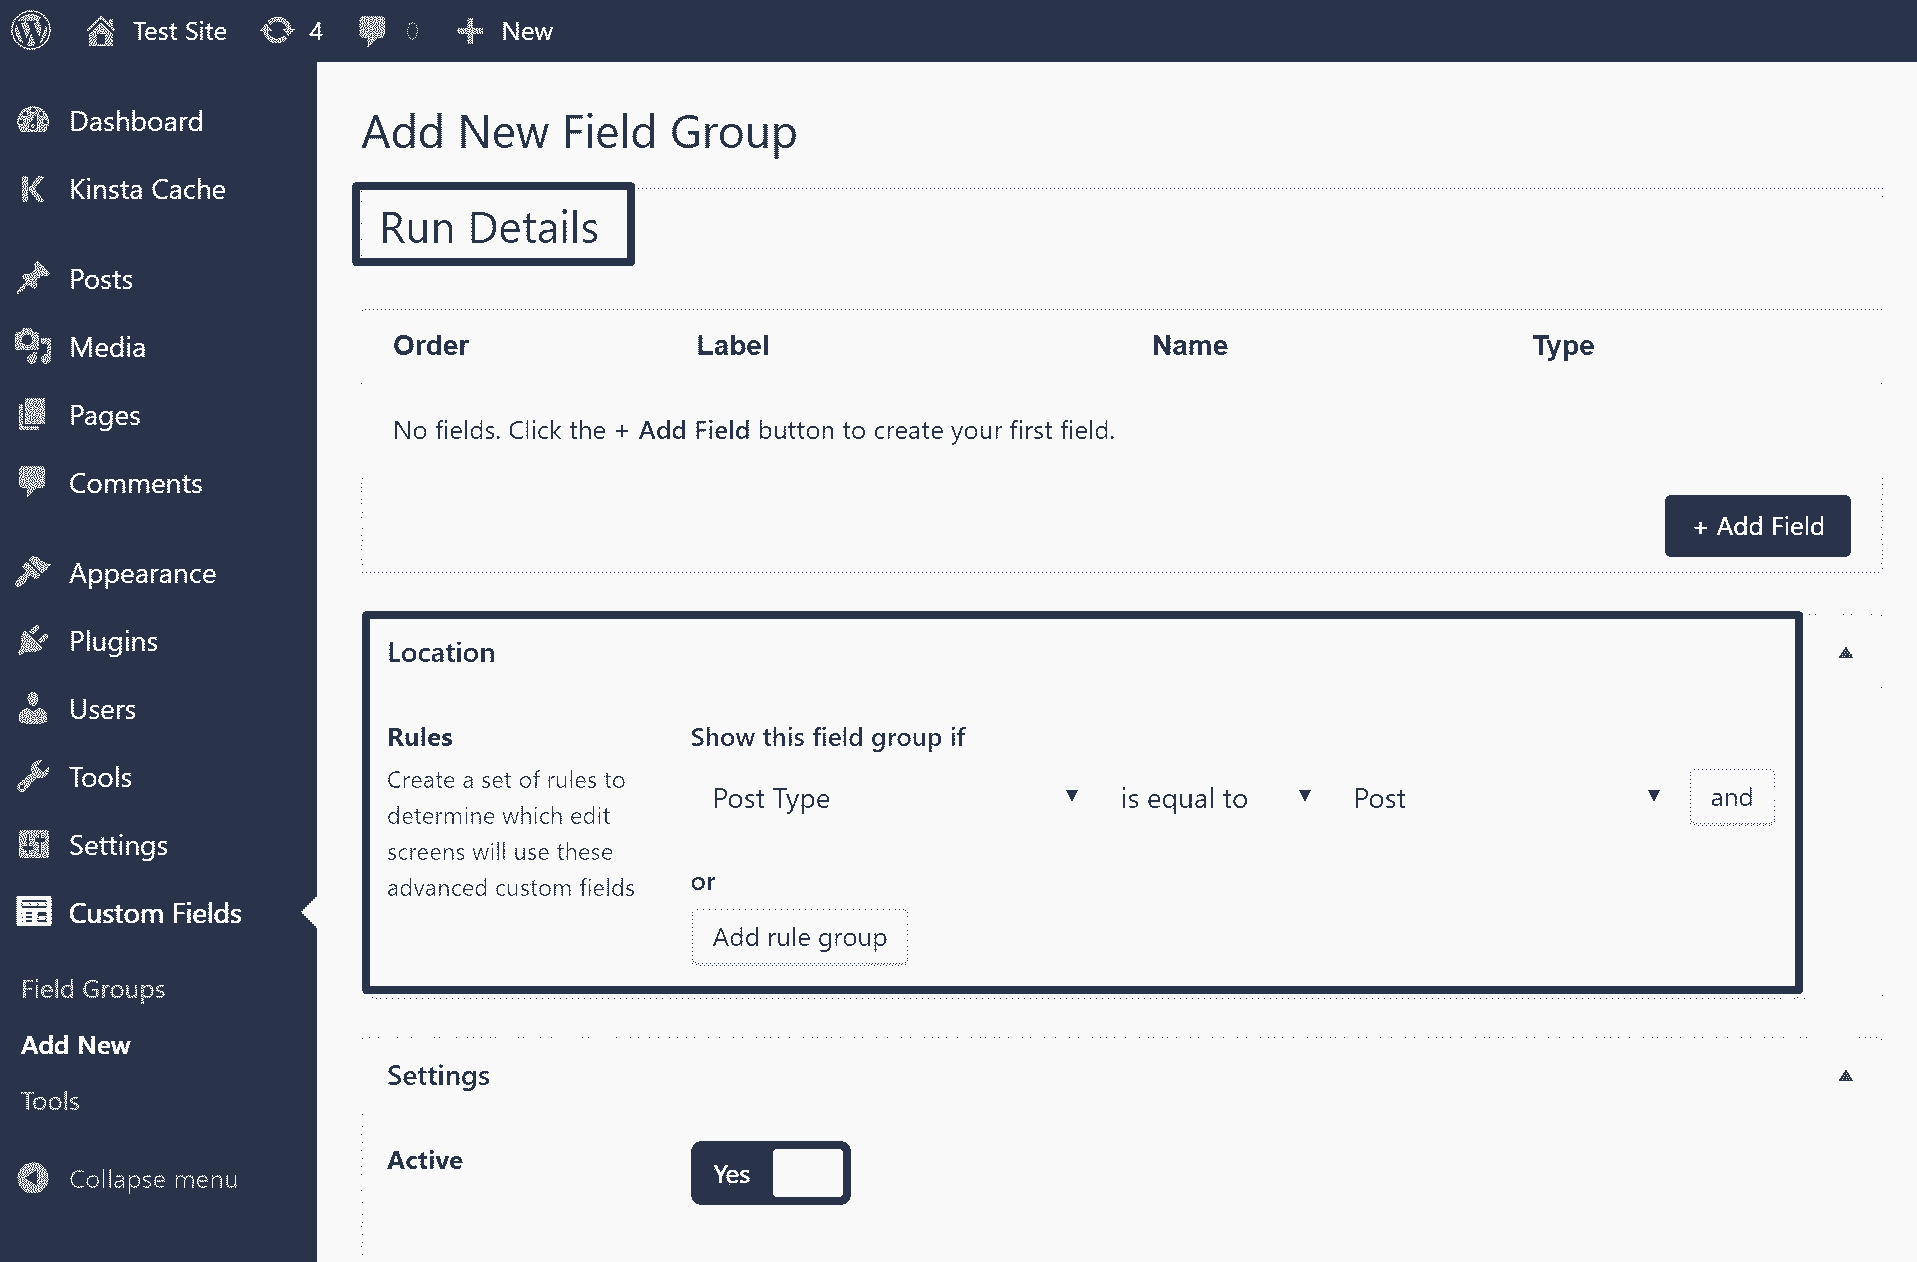 Test Site 4 0 + New
Dashboard
Kinsta Cache
Posts
Media
Pages
Comments
Appearance
Plugins
Users
Tools
Settings
Custom Fields
Field Groups
Add New
Tools
Collapse menu
Add New Field Group
Run Details
Order Label Name Type
No fields. Click the + Add Field button to create your first field.
+ Add Field
Location
Rules
Create a set of rules to
determine which edit
screens will use these
advanced custom fields
Show this field group if
Post Type is equal to Post and
or
Add rule group
Settings
Active Yes